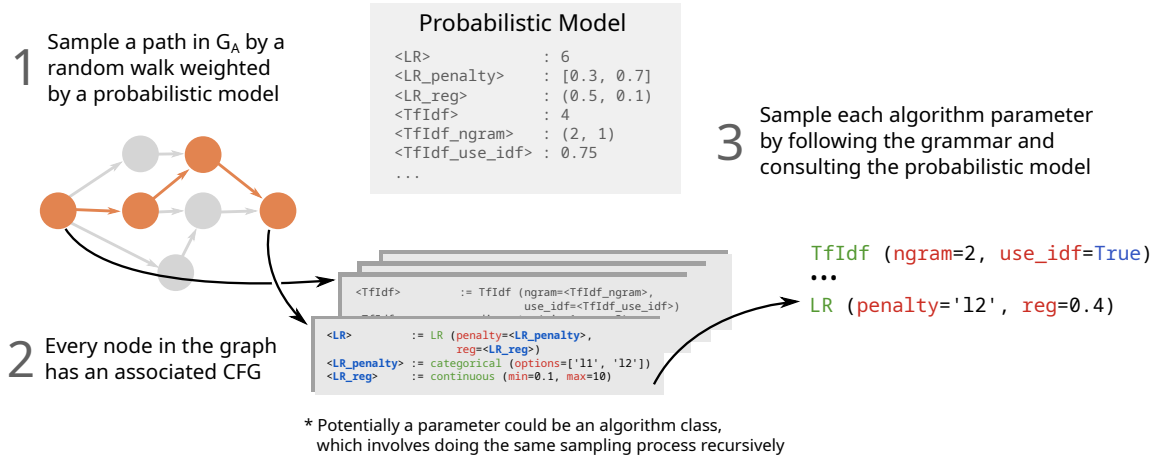 1
Sample a path in GA by a
random walk weighted
by a probabilistic model
Probabilistic Model
<LR> : 6
<LR_penalty> : [0.3, 0.7]
<LR_reg> : (0.5, 0.1)
<TfIdf> : 4
<TfIdf_ngram> : (2, 1)
<TfIdf_use_idf> : 0.75
...
3
Sample each algorithm parameter
by following the grammar and
consulting the probabilistic model
<TfIdf> := TfIdf (ngram=<TfIdf_ngram>,
use_idf=<TfIdf_use_idf>)
<LR> := LR (penalty=<LR_penalty>,
reg=<LR_reg>)
<LR_penalty> := categorical (options=['l1', 'l2'])
<LR_reg> := continuous (min=0.1, max=10)
TfIdf (ngram=2, use_idf=True)
...
LR (penalty='l2', reg=0.4)
2
Every node in the graph
has an associated CFG
* Potentially a parameter could be an algorithm class,
which involves doing the same sampling process recursively